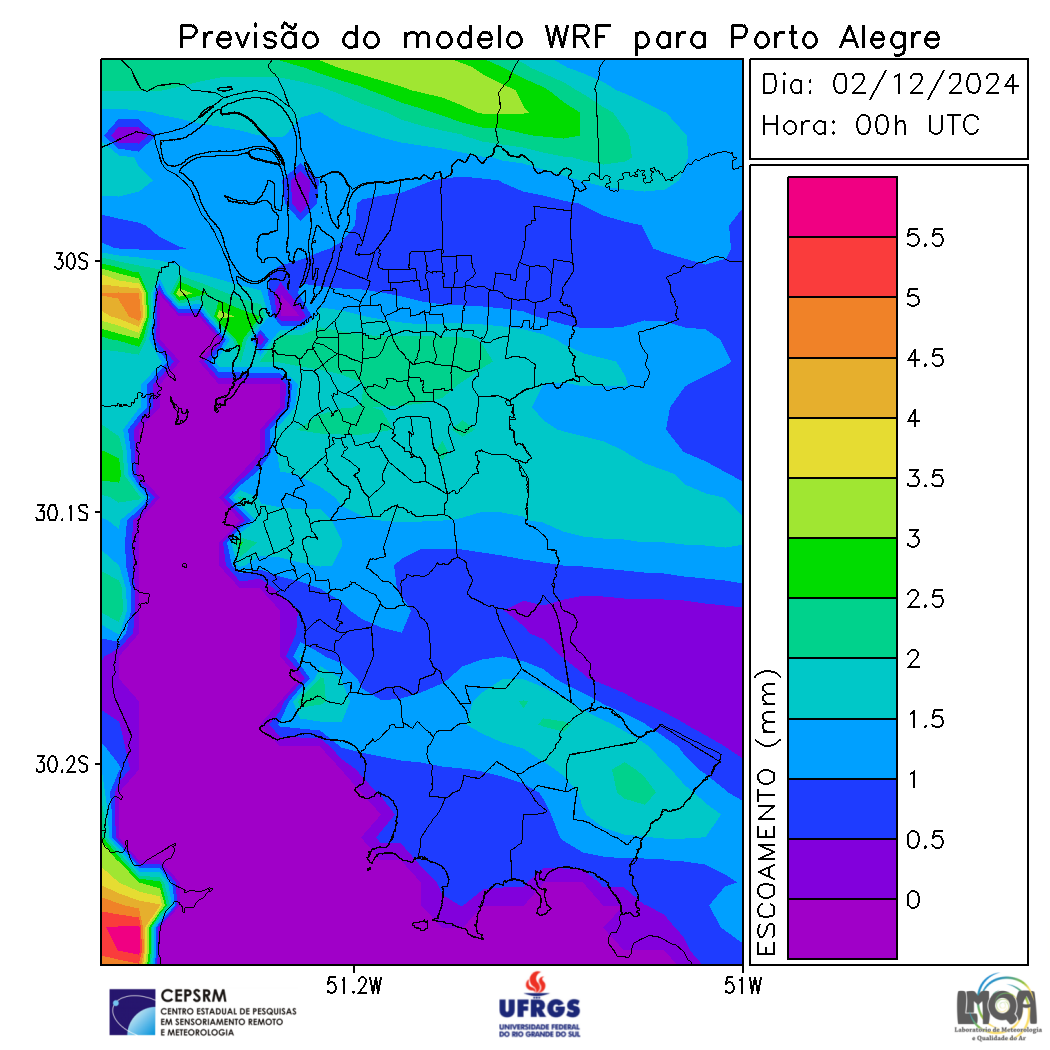 Previsão do modelo WRF para Porto Alegre
Dia: 02/12/2024
Hora: 00h UTC
30S
30.1S
30.2S
51.2W
51W
ESCOAMENTO (mm)
5.5
5
4.5
4
3.5
3
2.5
2
1.5
1
0.5
0
CEPSRM
CENTRO ESTADUAL DE PESQUISAS
EM SENSORIAMENTO REMOTO
E METEOROLOGIA
UFRGS
UNIVERSIDADE FEDERAL
DO RIO GRANDE DO SUL
LMQA
Laboratório de Meteorologia
e Qualidade do Ar